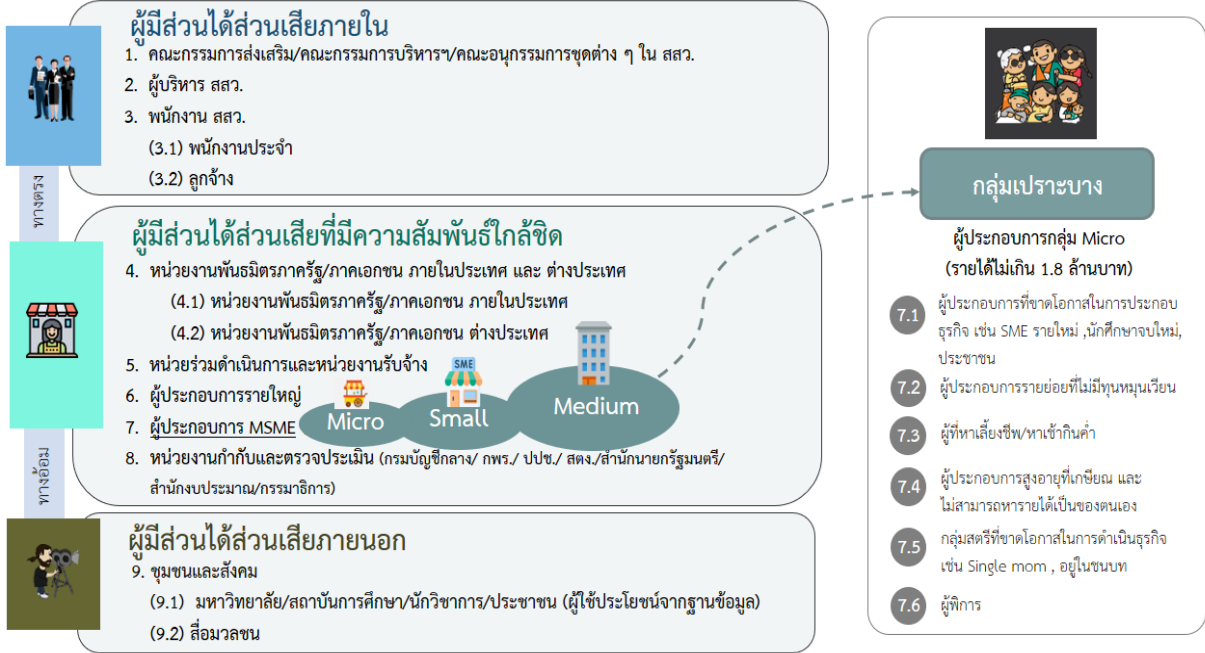 ผู้มีส่วนได้ส่วนเสียภายใน
1. คณะกรรมการส่งเสริม/คณะกรรมการบริหารฯ/คณะอนุกรรมการชุดต่าง ๆ ใน สสว.
2. ผู้บริหาร สสว.
3. พนักงาน สสว.
(3.1) พนักงานประจำ
(3.2) ลูกจ้าง
ทางตรง
ผู้มีส่วนได้ส่วนเสียที่มีความสัมพันธ์ใกล้ชิด
4. หน่วยงานพันธมิตรภาครัฐ/ภาคเอกชน ภายในประเทศ และ ต่างประเทศ
(4.1) หน่วยงานพันธมิตรภาครัฐ/ภาคเอกชน ภายในประเทศ
(4.2) หน่วยงานพันธมิตรภาครัฐ/ภาคเอกชน ต่างประเทศ
5. หน่วยร่วมดำเนินการและหน่วยงานรับจ้าง
6. ผู้ประกอบการรายใหญ่
7. ผู้ประกอบการ MSME
SME
Micro
Small
Medium
8. หน่วยงานกำกับและตรวจประเมิน (กรมบัญชีกลาง/ กพร./ ปปช./ สตง./สำนักนายกรัฐมนตรี/
สำนักงบประมาณ/กรรมาธิการ)
ทางอ้อม
ผู้มีส่วนได้ส่วนเสียภายนอก
9. ชุมชนและสังคม
(9.1) มหาวิทยาลัย/สถาบันการศึกษา/นักวิชาการ/ประชาชน (ผู้ใช้ประโยชน์จากฐานข้อมูล)
(9.2) สื่อมวลชน
กลุ่มเปราะบาง
ผู้ประกอบการกลุ่ม Micro
(รายได้ไม่เกิน 1.8 ล้านบาท)
7.1 ผู้ประกอบการที่ขาดโอกาสในการประกอบ
ธุรกิจ เช่น SME รายใหม่ ,นักศึกษาจบใหม่,
ประชาชน
7.2 ผู้ประกอบการรายย่อยที่ไม่มีทุนหมุนเวียน
7.3 ผู้ที่หาเลี้ยงชีพ/หาเช้ากินค่ำ
7.4 ผู้ประกอบการสูงอายุที่เกษียณ และ
ไม่สามารถหารายได้เป็นของตนเอง
7.5 กลุ่มสตรีที่ขาดโอกาสในการดำเนินธุรกิจ
เช่น Single mom , อยู่ในชนบท
7.6 ผู้พิการ